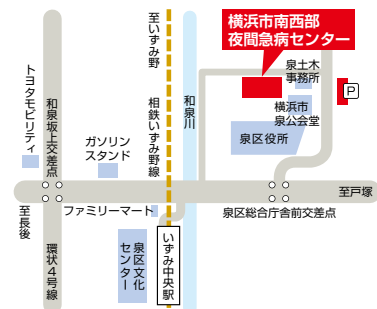 横浜市南西部
夜間急病センター
至いずみ野
相鉄いずみ野線
和泉川
泉土木
事務所
P
横浜市
泉公会堂
泉区役所
トヨタモビリティ
和泉坂上交差点
ガソリン
スタンド
至戸塚
至長後
ファミリーマート
泉区総合庁舎前交差点
環状4号線
泉区文化
センター
いずみ中央駅